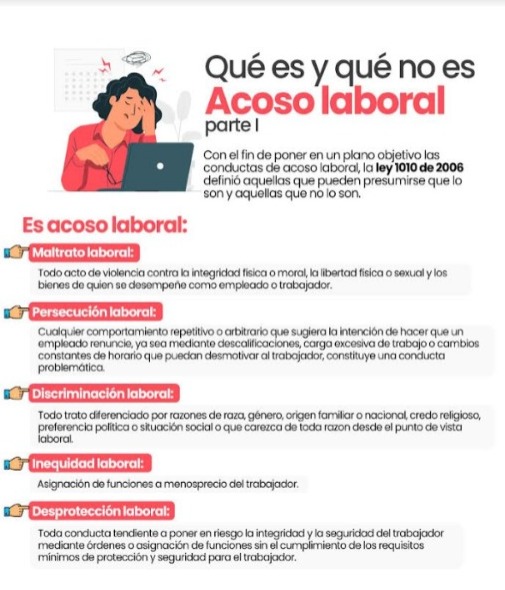 Qué es y qué no es
Acoso laboral
parte I
Con el fin de poner en un plano objetivo las
conductas de acoso laboral, la ley 1010 de 2006
definió aquellas que pueden presumirse que lo
son y aquellas que no lo son.
Es acoso laboral:
Maltrato laboral:
Todo acto de violencia contra la integridad física o moral, la libertad física o sexual y los
bienes de quien se desempeñe como empleado o trabajador.
Persecución laboral:
Cualquier comportamiento repetitivo o arbitrario que sugiera la intención de hacer que un
empleado renuncie, ya sea mediante descalificaciones, carga excesiva de trabajo o cambios
constantes de horario que puedan desmotivar al trabajador, constituye una conducta
problemática.
Discriminación laboral:
Todo trato diferenciado por razones de raza, género, origen familiar o nacional, credo religioso,
preferencia política o situación social o que carezca de toda razon desde el punto de vista
laboral.
Inequidad laboral:
Asignación de funciones a menosprecio del trabajador.
Desprotección laboral:
Toda conducta tendiente a poner en riesgo la integridad y la seguridad del trabajador
mediante órdenes o asignación de funciones sin el cumplimiento de los requisitos
mínimos de protección y seguridad para el trabajador.